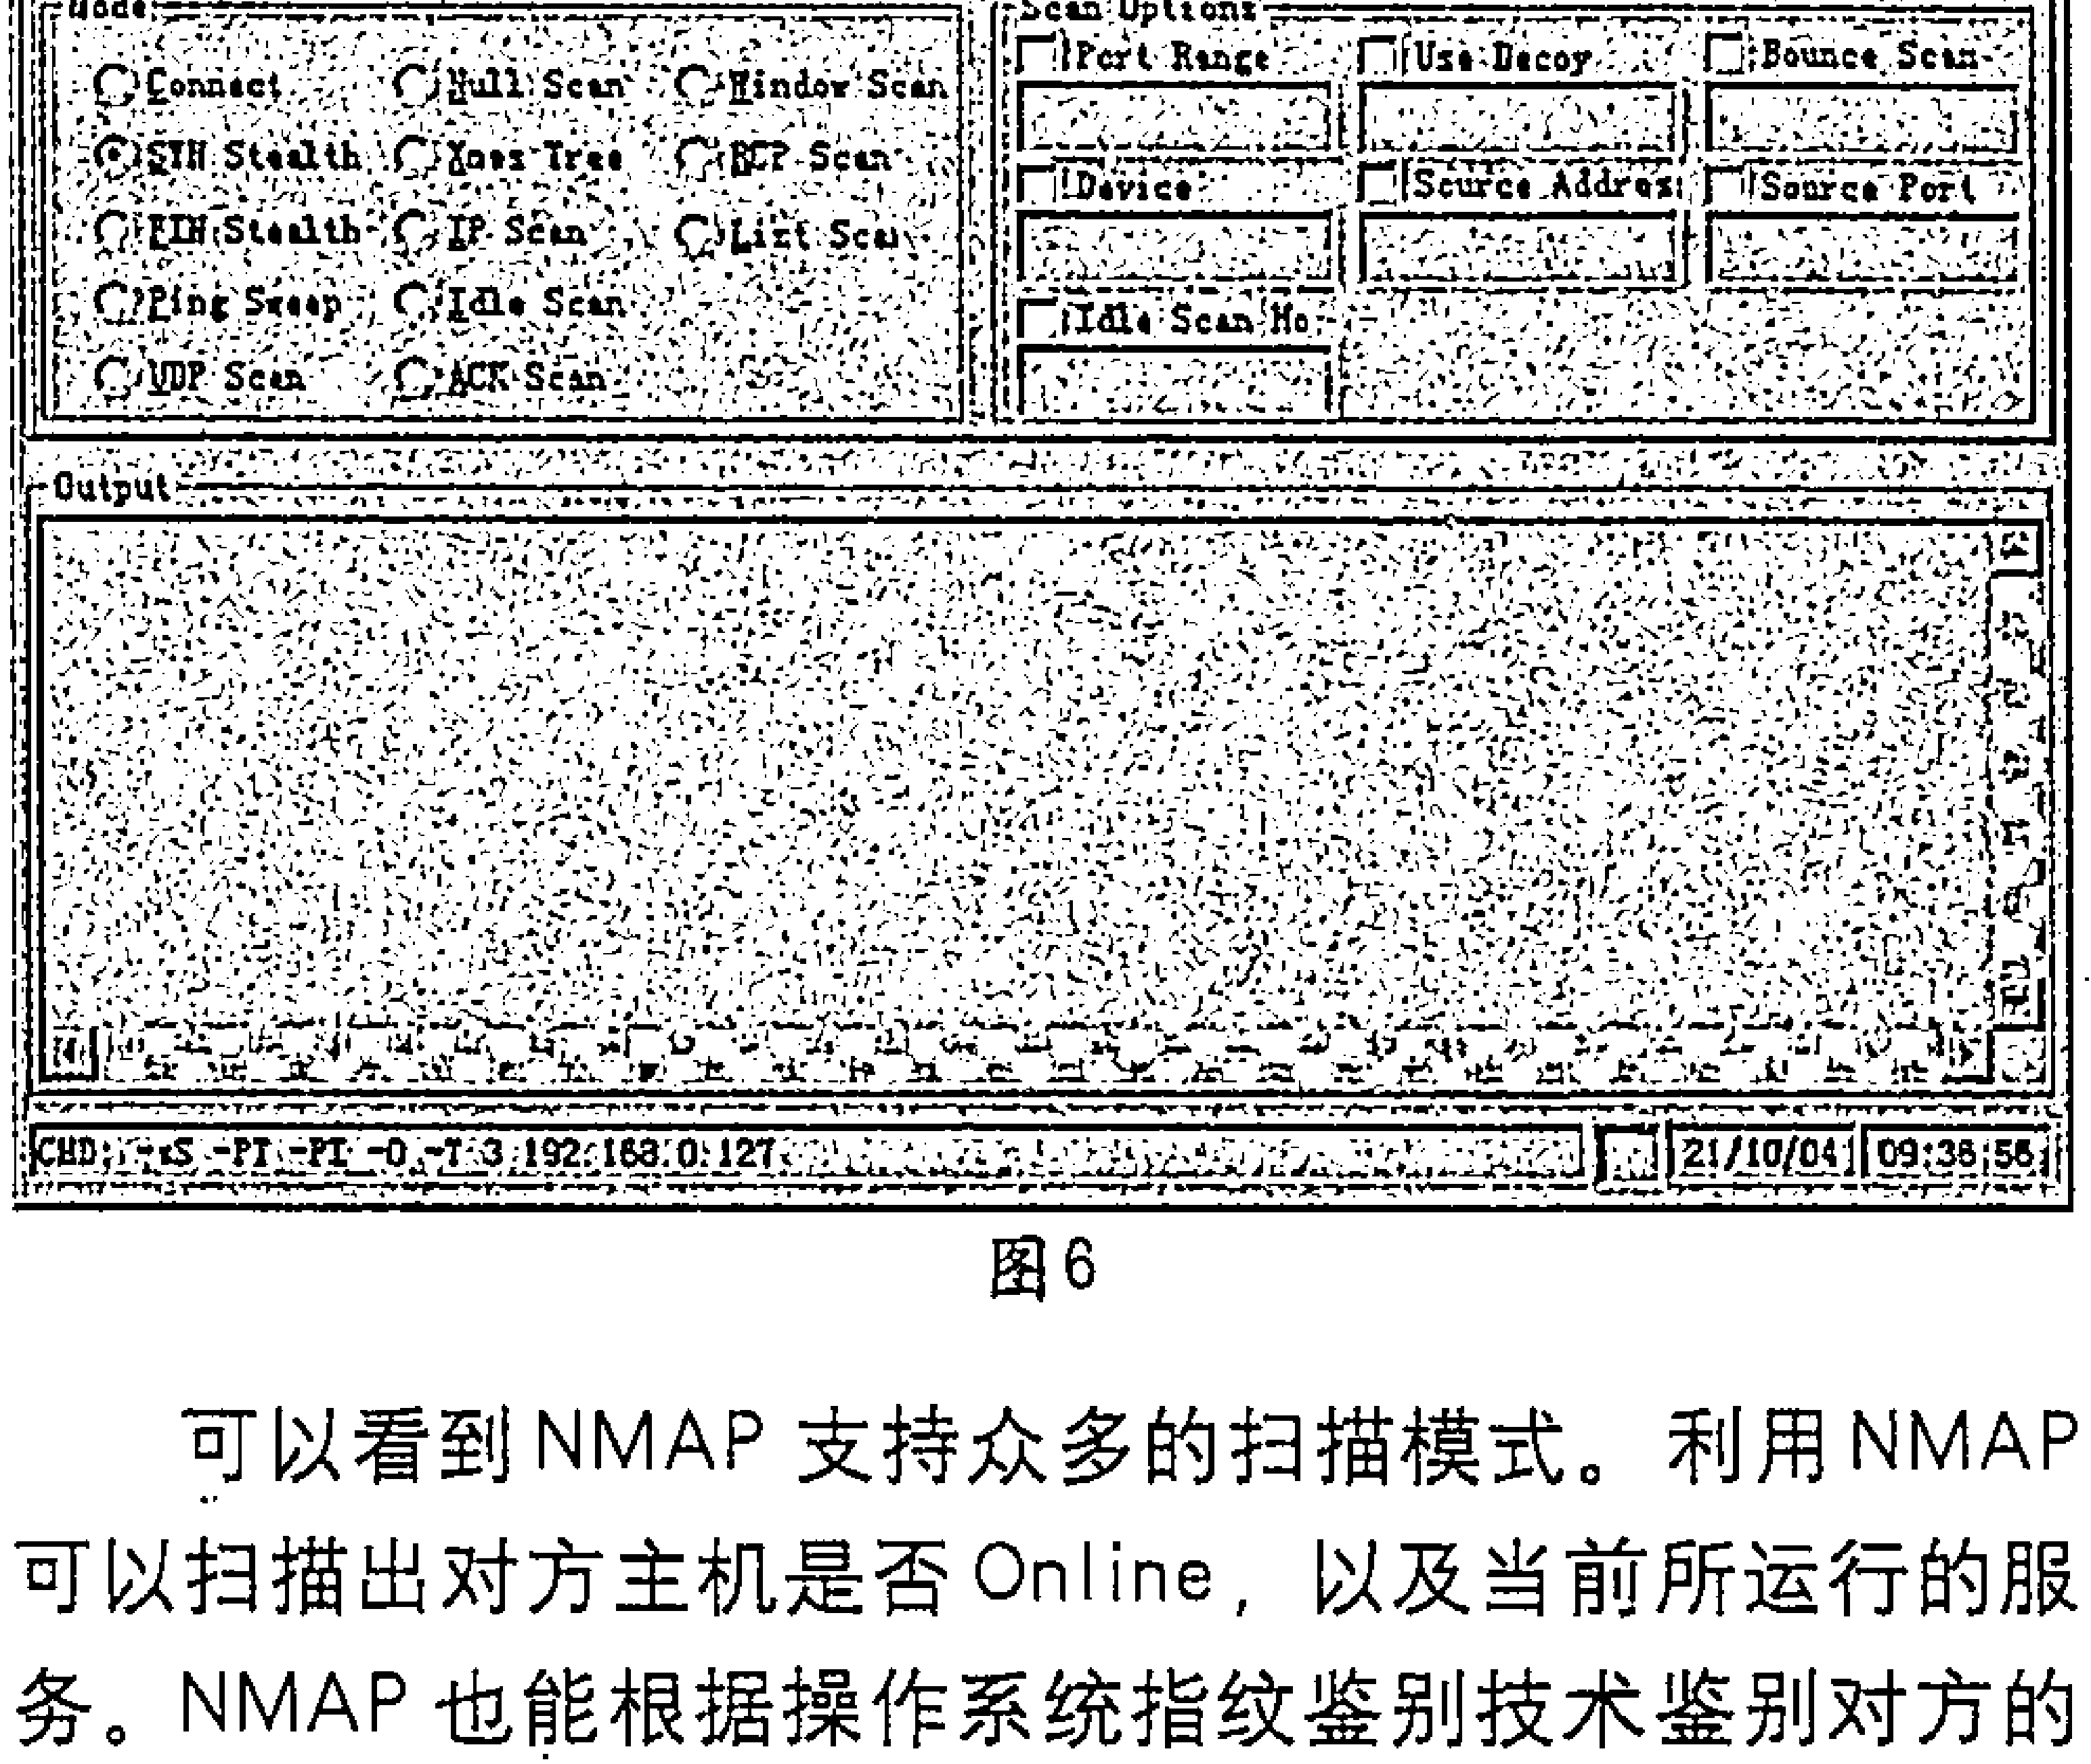 Mode Scan Options
Port Range Use Decoy Bounce Scan
Connect Null Scan Window Scan
SYN Stealth Xmas Tree RCP Scan
Device Source Addres Source Port
FIN Stealth IP Scan List Scan
Ping Sweep Idle Scan
Idle Scan Ho
UDP Scan ACK Scan
Output
CMD: -sS -PT -PI -O -T 3 192.168.0.127 21/10/04 09:36:56
图6
可以看到NMAP 支持众多的扫描模式。利用NMAP
可以扫描出对方主机是否Online, 以及当前所运行的服
务。NMAP 也能根据操作系统指纹鉴别技术鉴别对方的